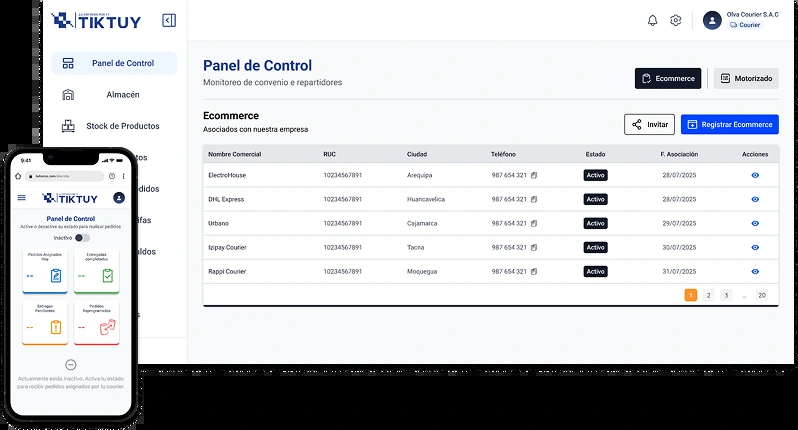 TIKTUY
Olva Courier S.A.C
Courier
Panel de Control
Almacén
Stock de Productos
Panel de Control
Monitoreo de convenio e repartidores
Ecommerce
Motorizado
Ecommerce
Asociados con nuestra empresa
Invitar
Registrar Ecommerce
Nombre Comercial RUC Ciudad Teléfono Estado F. Asociación Acciones
ElectroHouse 10234567891 Arequipa 987 654 321 Activo 28/07/2025
DHL Express 10234567891 Huancavelica 987 654 321 Activo 28/07/2025
Urbano 10234567891 Cajamarca 987 654 321 Activo 29/07/2025
Izipay Courier 10234567891 Tacna 987 654 321 Activo 30/07/2025
Rappi Courier 10234567891 Moquegua 987 654 321 Activo 31/07/2025
1 2 3 ... 20
9:41
TIKTUY
Panel de Control
Active o desactive su estado para realizar pedidos
Inactivo
Pedidos Asignados
Hoy
--
Entregadas
completadas
--
Entregas
Pendientes
--
Pedidos
Reprogramados
--
Actualmente estás inactivo. Activa tu estado
para recibir pedidos asignados por tu courier.